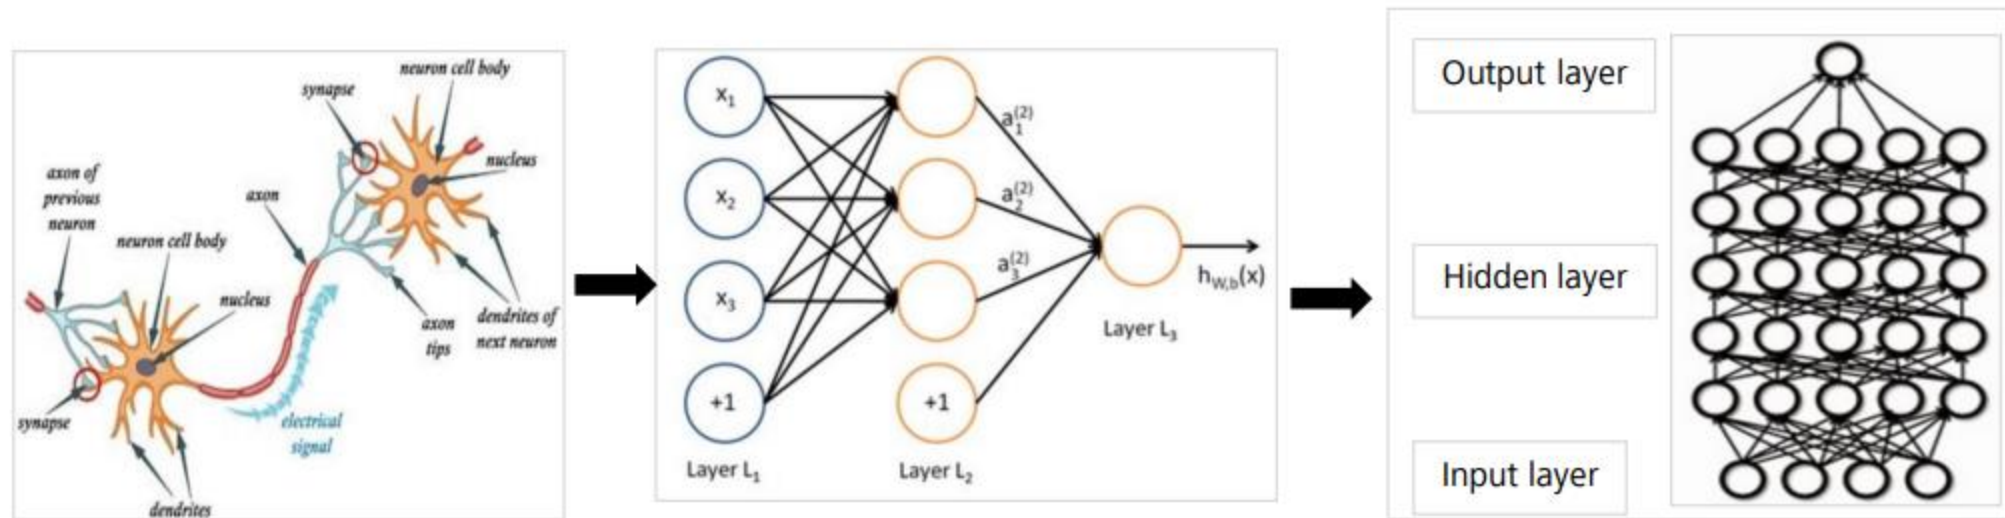 neuron cell body
synapse
nucleus
axon of
previous
neuron
axon
neuron cell body
nucleus
axon
tips
dendrites of
next neuron
synapse
electrical
signal
dendrites
x₁
x₂
x₃
+1
Layer L₁
+1
Layer L₂
a₁⁽²⁾
a₂⁽²⁾
a₃⁽²⁾
h_W,b(x)
Layer L₃
Output layer
Hidden layer
Input layer